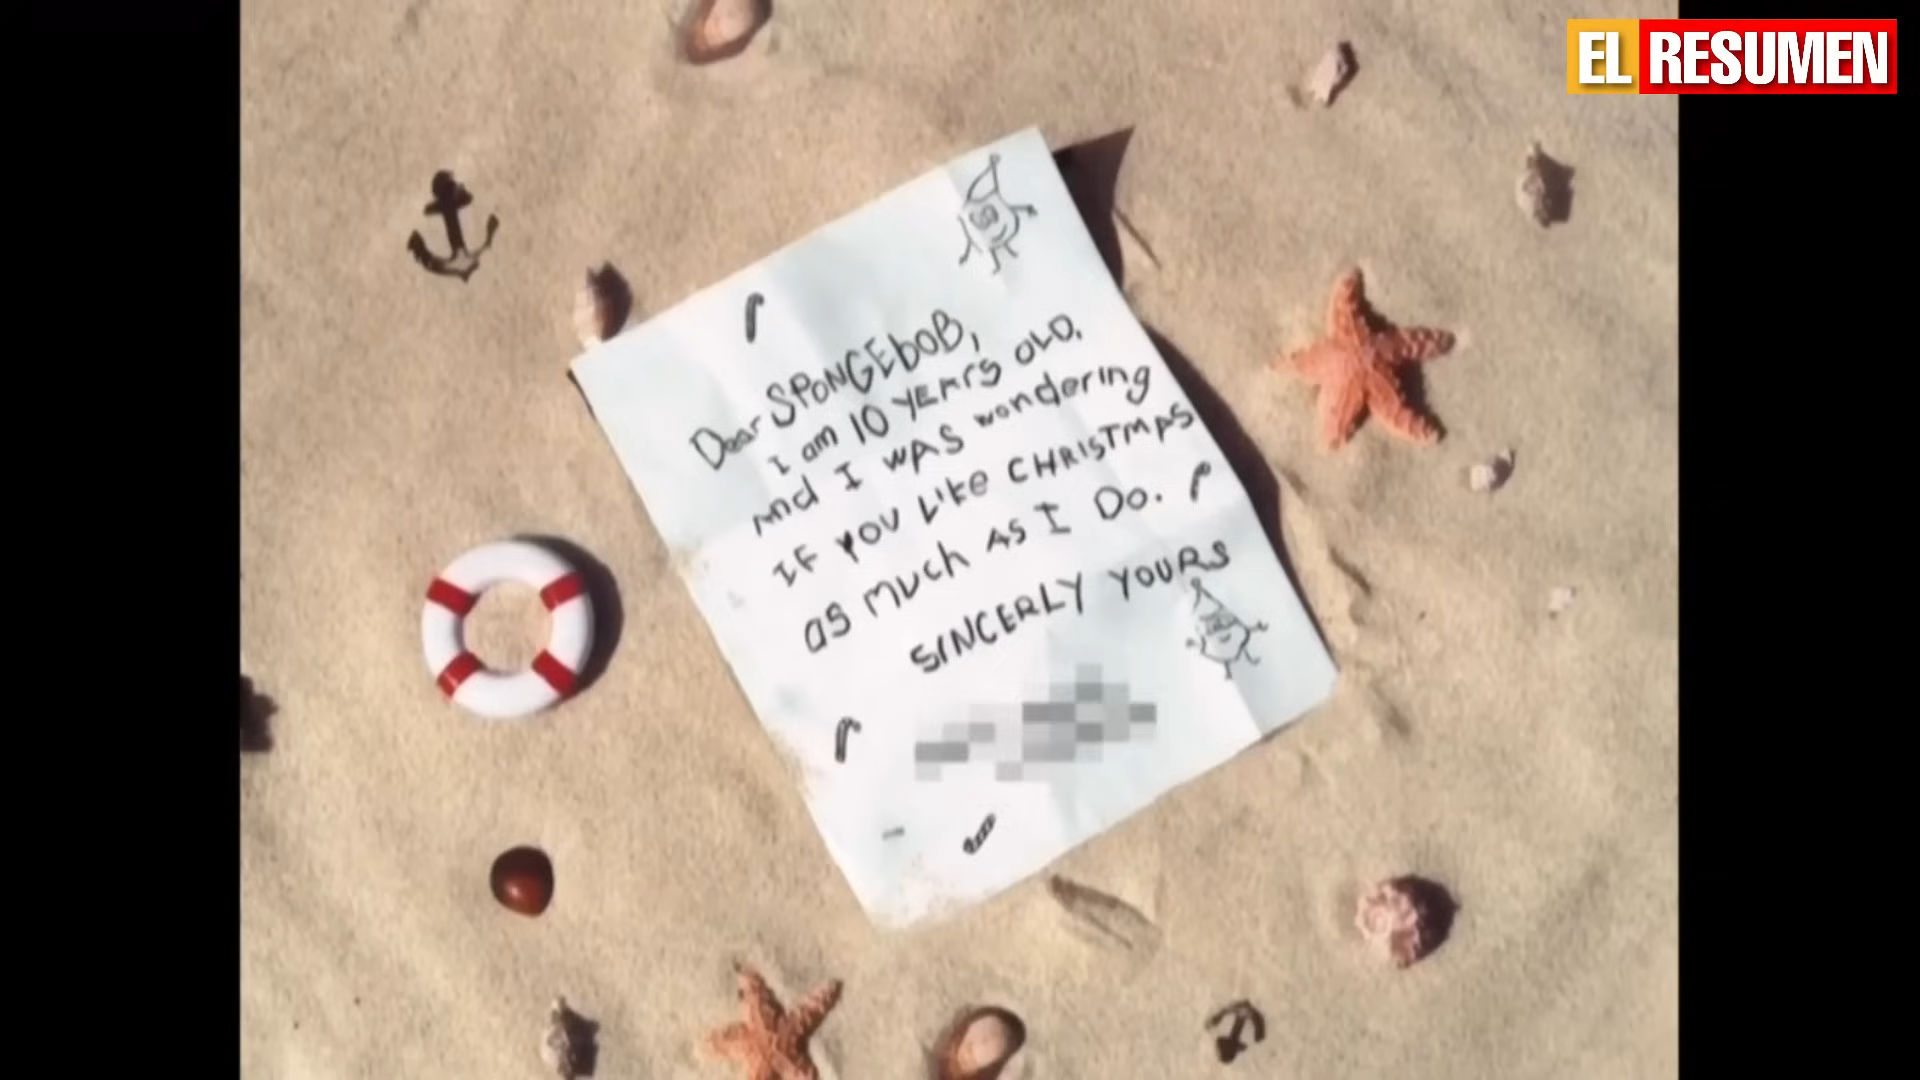 EL RESUMEN
Dear SPONGEbOB,
I am 10 YEArS OLD.
And I WAS wondering
IF YOU LIKe CHRISTMAS
as much AS I DO.
SINCERLY YOURS